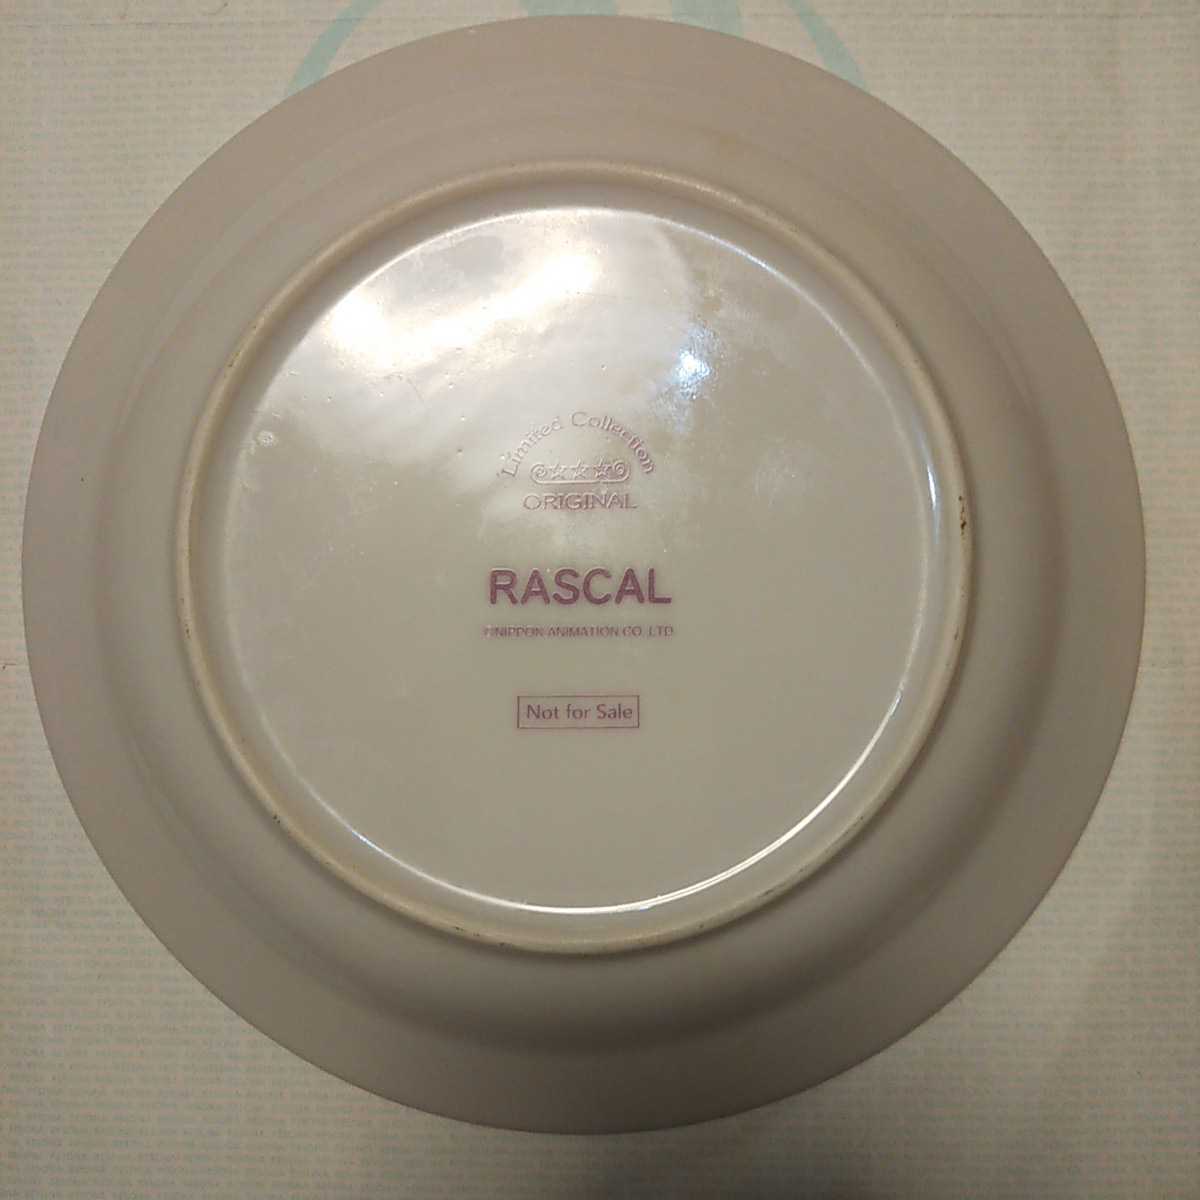 Limited Collection
ORIGINAL
RASCAL
©NIPPON ANIMATION CO.,LTD.
Not for Sale